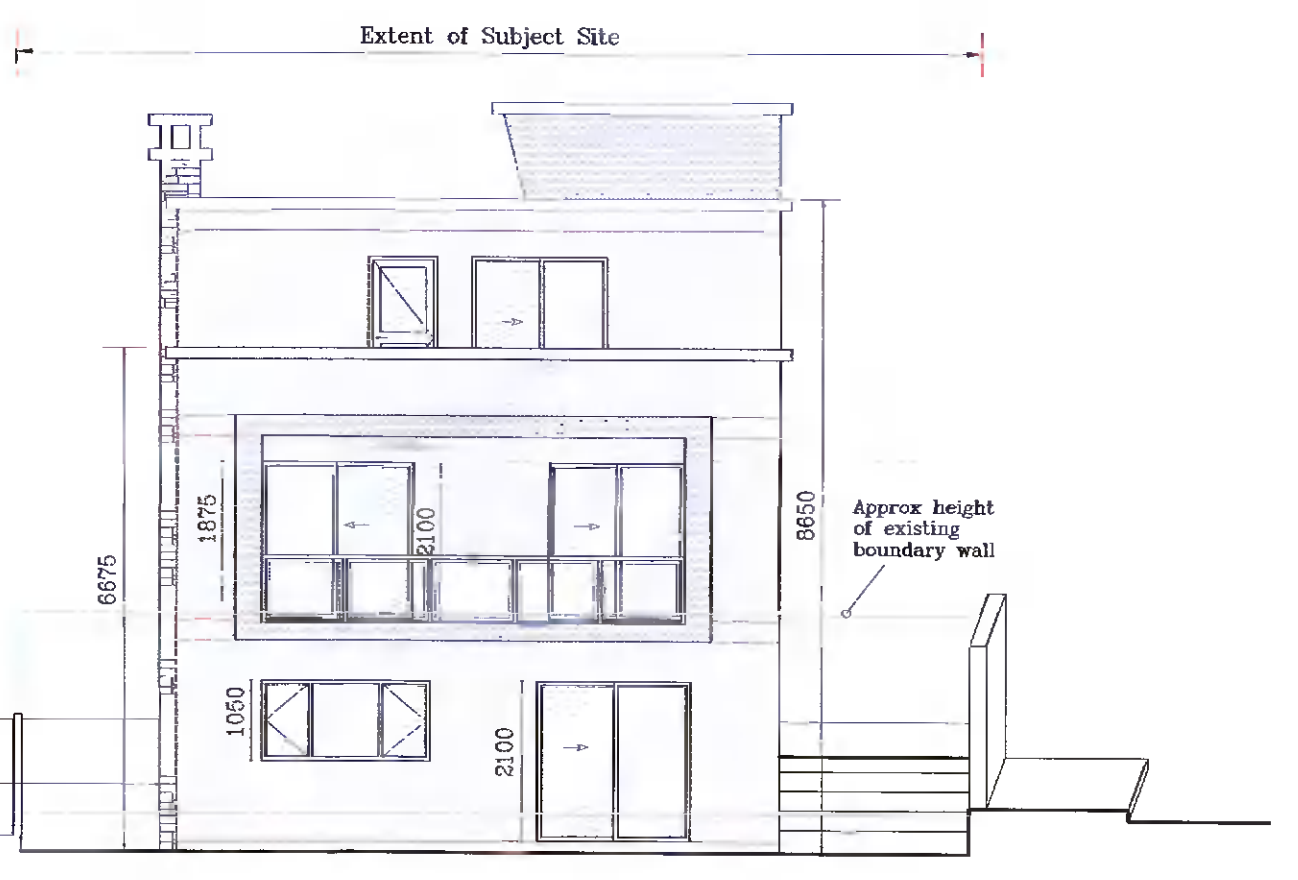 Extent of Subject Site
1875
2100
8650
Approx height
of existing
boundary wall
6675
1050
2100